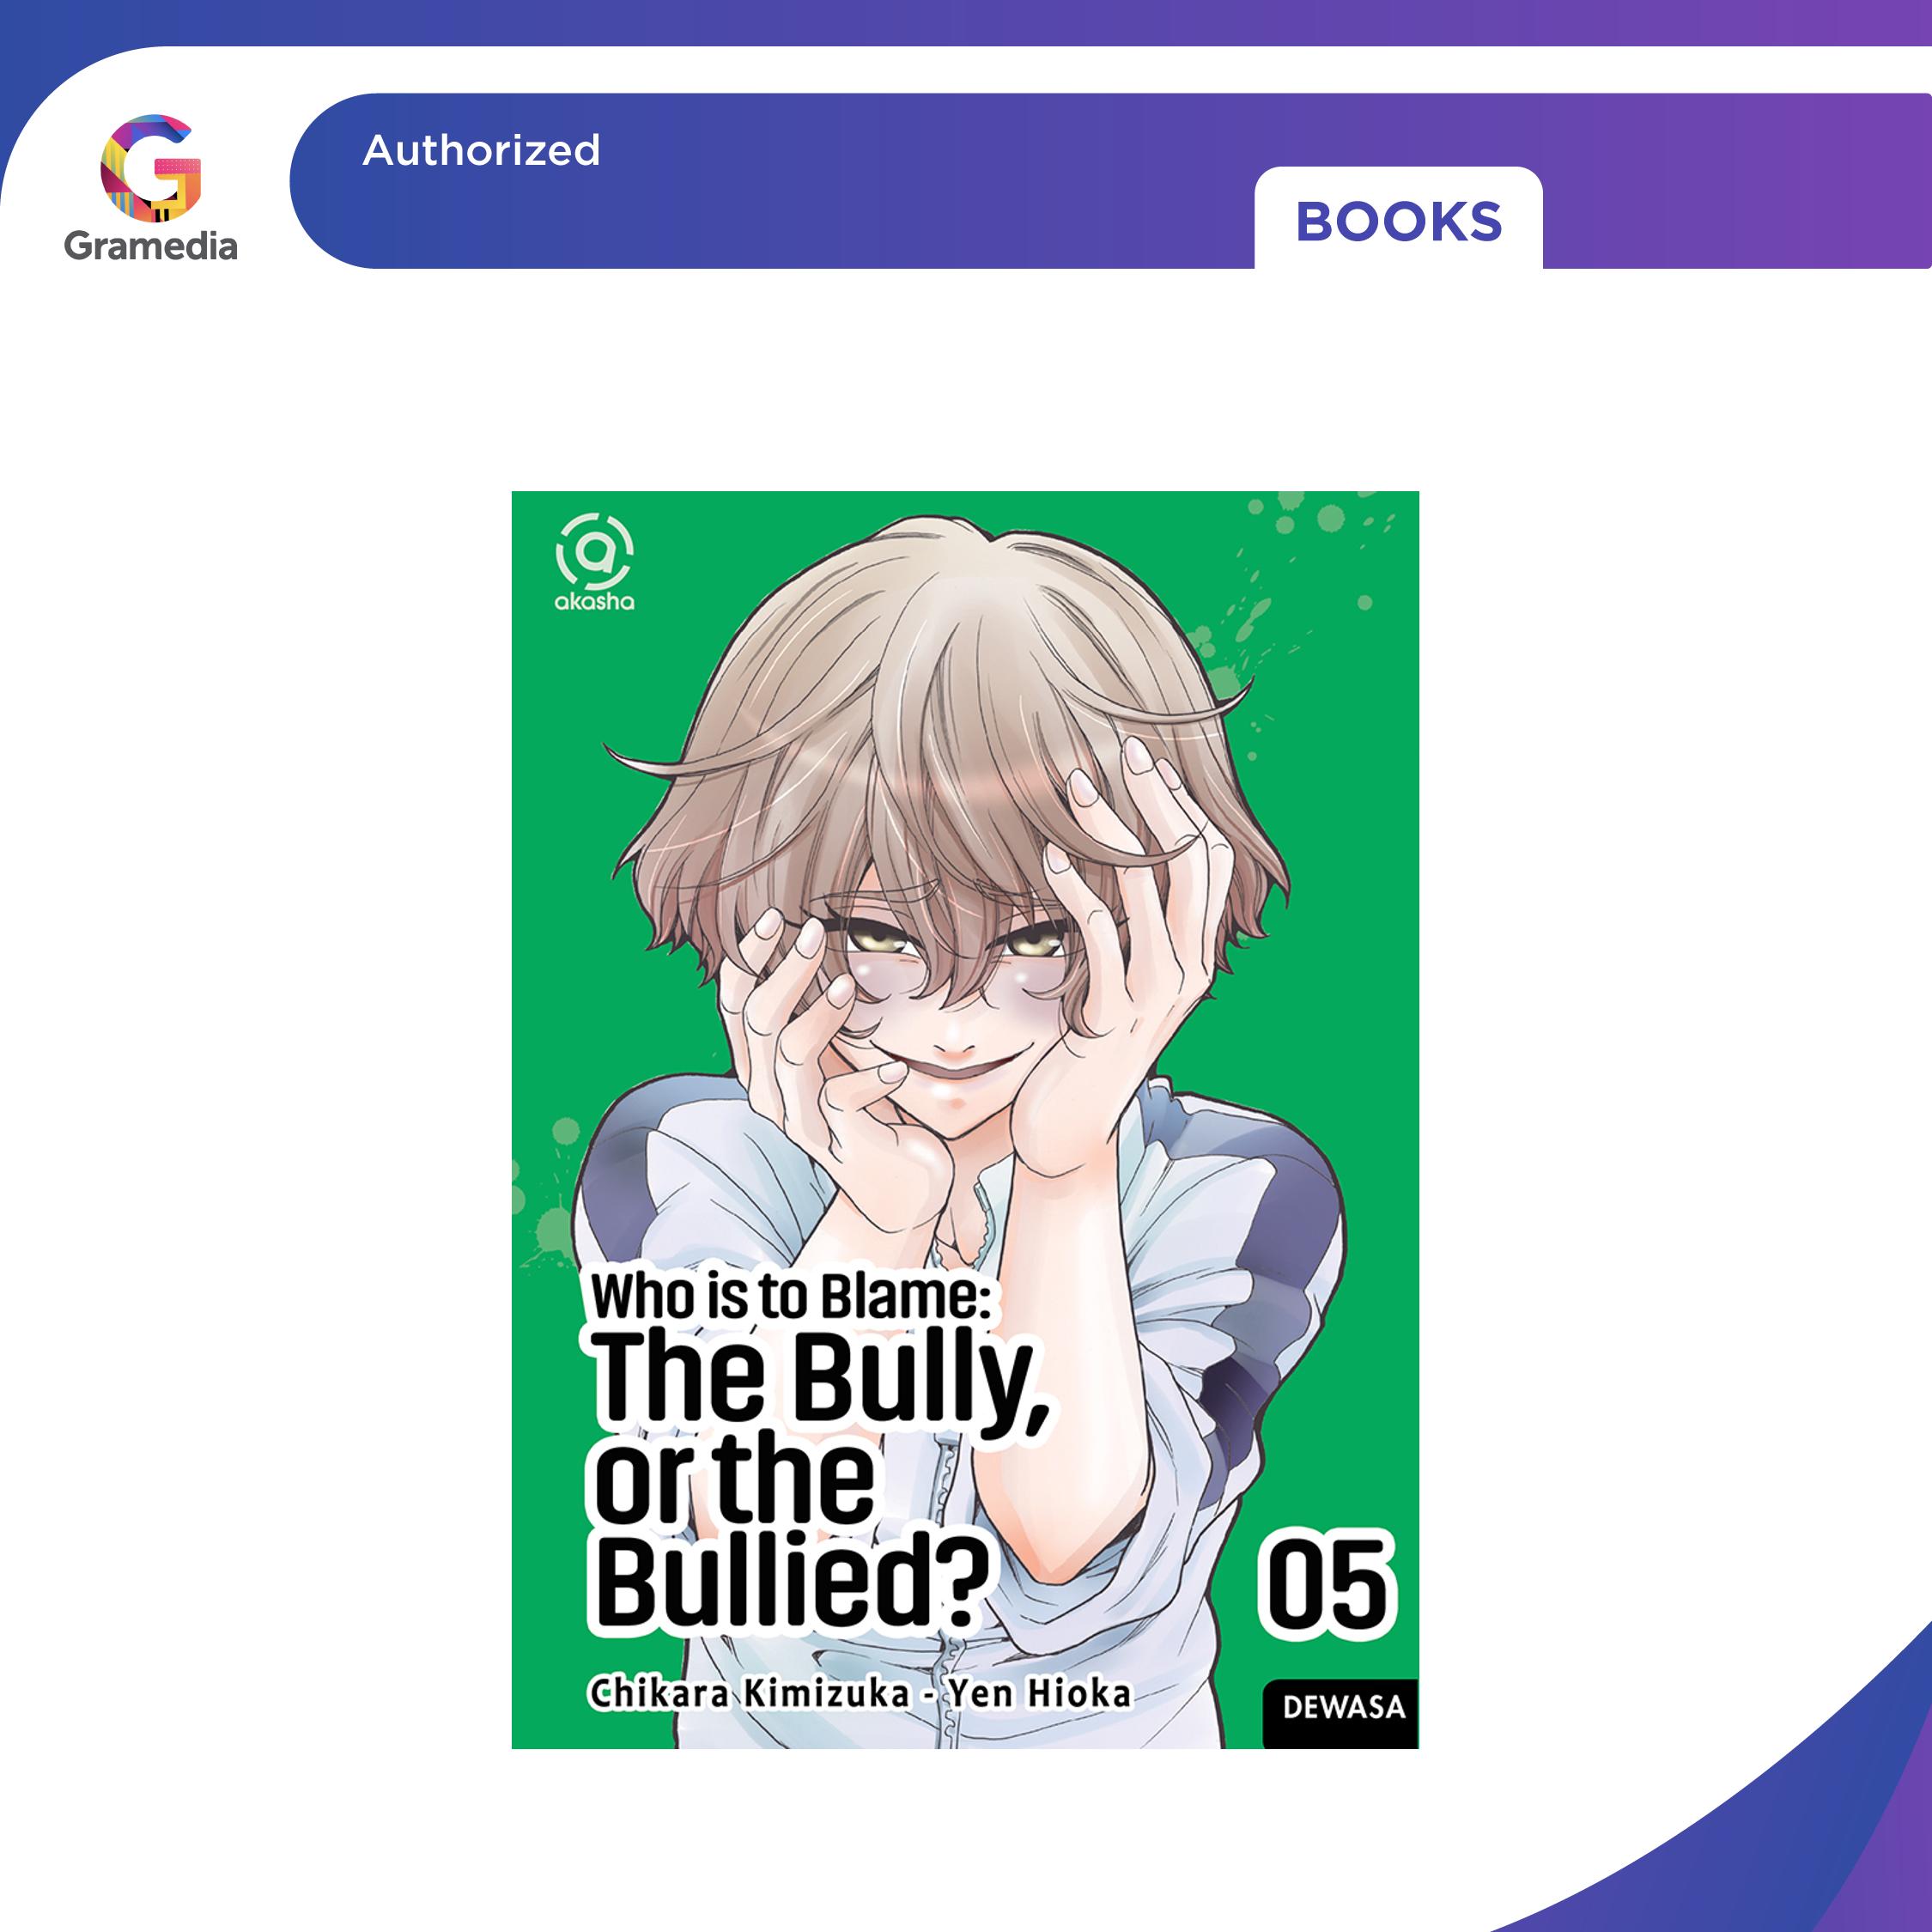 Gramedia
Authorized
BOOKS
akasha
Who is to Blame:
The Bully,
or the
Bullied?
05
Chikara Kimizuka - Yen Hioka
DEWASA